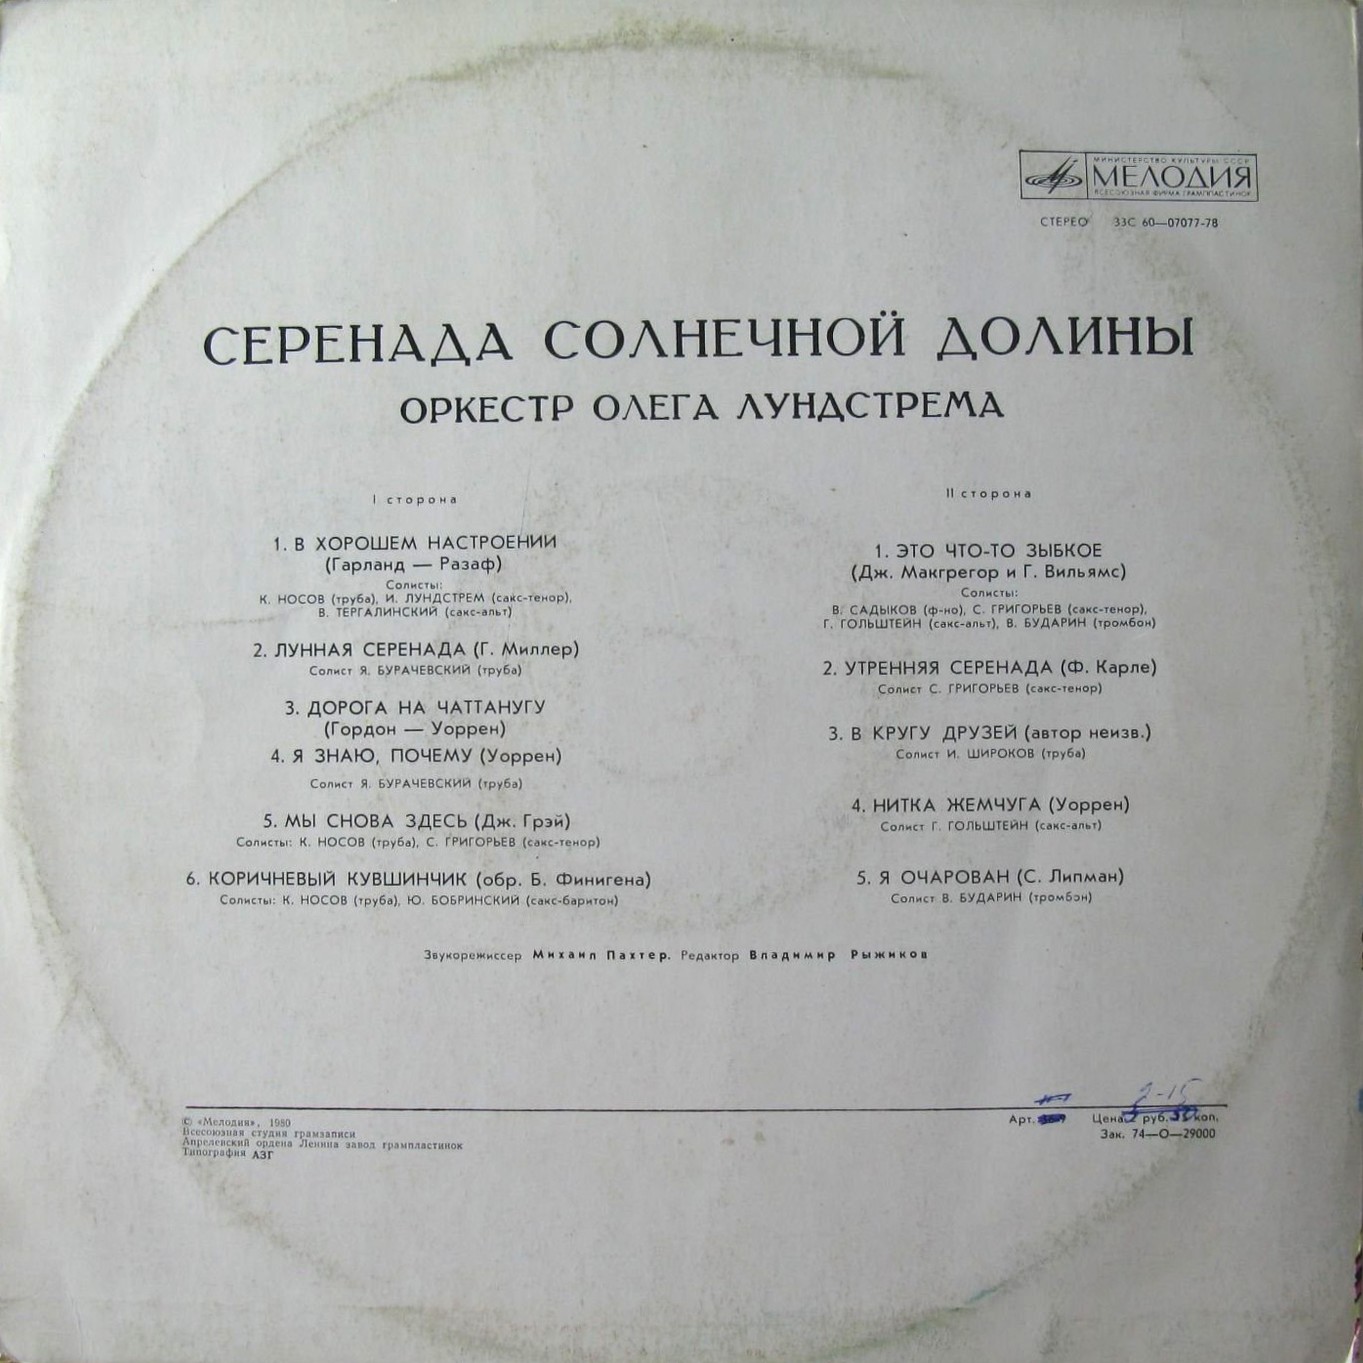 МИНИСТЕРСТВО КУЛЬТУРЫ СССР
МЕЛОДИЯ
ВСЕСОЮЗНАЯ ФИРМА ГРАМПЛАСТИНОК
СТЕРЕО 33С 60—07077-78
СЕРЕНАДА СОЛНЕЧНОЙ ДОЛИНЫ
ОРКЕСТР ОЛЕГА ЛУНДСТРЕМА
I сторона
1. В ХОРОШЕМ НАСТРОЕНИИ
(Гарланд — Разаф)
Солисты:
К. НОСОВ (труба), И. ЛУНДСТРЕМ (сакс-тенор),
В. ТЕРГАЛИНСКИЙ (сакс-альт)
2. ЛУННАЯ СЕРЕНАДА (Г. Миллер)
Солист Я. БУРАЧЕВСКИЙ (труба)
3. ДОРОГА НА ЧАТТАНУГУ
(Гордон — Уоррен)
4. Я ЗНАЮ, ПОЧЕМУ (Уоррен)
Солист Я. БУРАЧЕВСКИЙ (труба)
5. МЫ СНОВА ЗДЕСЬ (Дж. Грэй)
Солисты: К. НОСОВ (труба), С. ГРИГОРЬЕВ (сакс-тенор)
6. КОРИЧНЕВЫЙ КУВШИНЧИК (обр. Б. Финигена)
Солисты: К. НОСОВ (труба), Ю. БОБРИНСКИЙ (сакс-баритон)
II сторона
1. ЭТО ЧТО-ТО ЗЫБКОЕ
(Дж. Макгрегор и Г. Вильямс)
Солисты:
В. САДЫКОВ (ф-но), С. ГРИГОРЬЕВ (сакс-тенор),
Г. ГОЛЬШТЕЙН (сакс-альт), В. БУДАРИН (тромбон)
2. УТРЕННЯЯ СЕРЕНАДА (Ф. Карле)
Солист С. ГРИГОРЬЕВ (сакс-тенор)
3. В КРУГУ ДРУЗЕЙ (автор неизв.)
Солист И. ШИРОКОВ (труба)
4. НИТКА ЖЕМЧУГА (Уоррен)
Солист Г. ГОЛЬШТЕЙН (сакс-альт)
5. Я ОЧАРОВАН (С. Липман)
Солист В. БУДАРИН (тромбон)
Звукорежиссер Михаил Пахтер. Редактор Владимир Рыжиков
© «Мелодия», 1980
Всесоюзная студия грамзаписи
Апрелевский ордена Ленина завод грампластинок
Типография АЗГ
2-15
Арт. Цена 2 руб. коп.
Зак. 74—О—29000